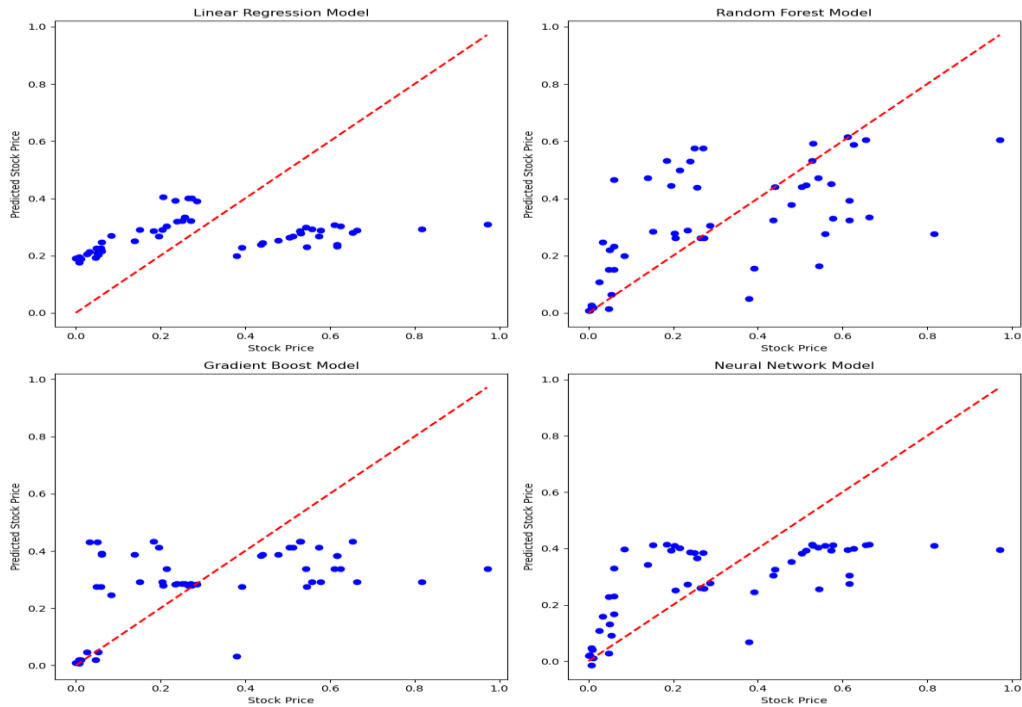 Linear Regression Model
Predicted Stock Price
1.0
0.8
0.6
0.4
0.2
0.0
0.0 0.2 0.4 0.6 0.8 1.0
Stock Price
Random Forest Model
Predicted Stock Price
1.0
0.8
0.6
0.4
0.2
0.0
0.0 0.2 0.4 0.6 0.8 1.0
Stock Price
Gradient Boost Model
Predicted Stock Price
1.0
0.8
0.6
0.4
0.2
0.0
0.0 0.2 0.4 0.6 0.8 1.0
Stock Price
Neural Network Model
Predicted Stock Price
1.0
0.8
0.6
0.4
0.2
0.0
0.0 0.2 0.4 0.6 0.8 1.0
Stock Price